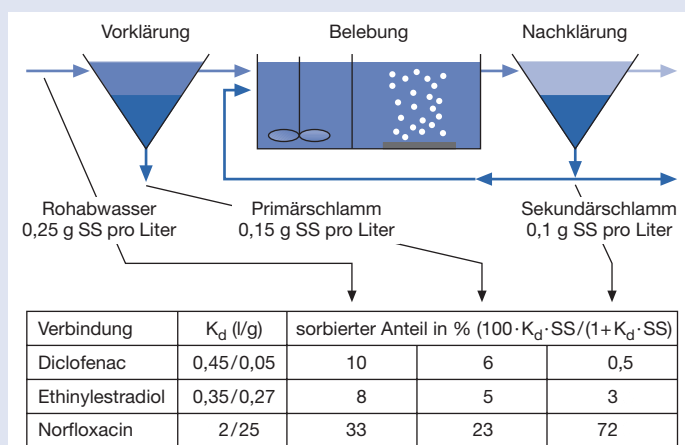 Vorklärung Belebung Nachklärung
Rohabwasser Primärschlamm Sekundärschlamm
0,25 g SS pro Liter 0,15 g SS pro Liter 0,1 g SS pro Liter
Verbindung K_d (l/g) sorbierter Anteil in % (100·K_d·SS/(1+K_d·SS)
Diclofenac 0,45/0,05 10 6 0,5
Ethinylestradiol 0,35/0,27 8 5 3
Norfloxacin 2/25 33 23 72